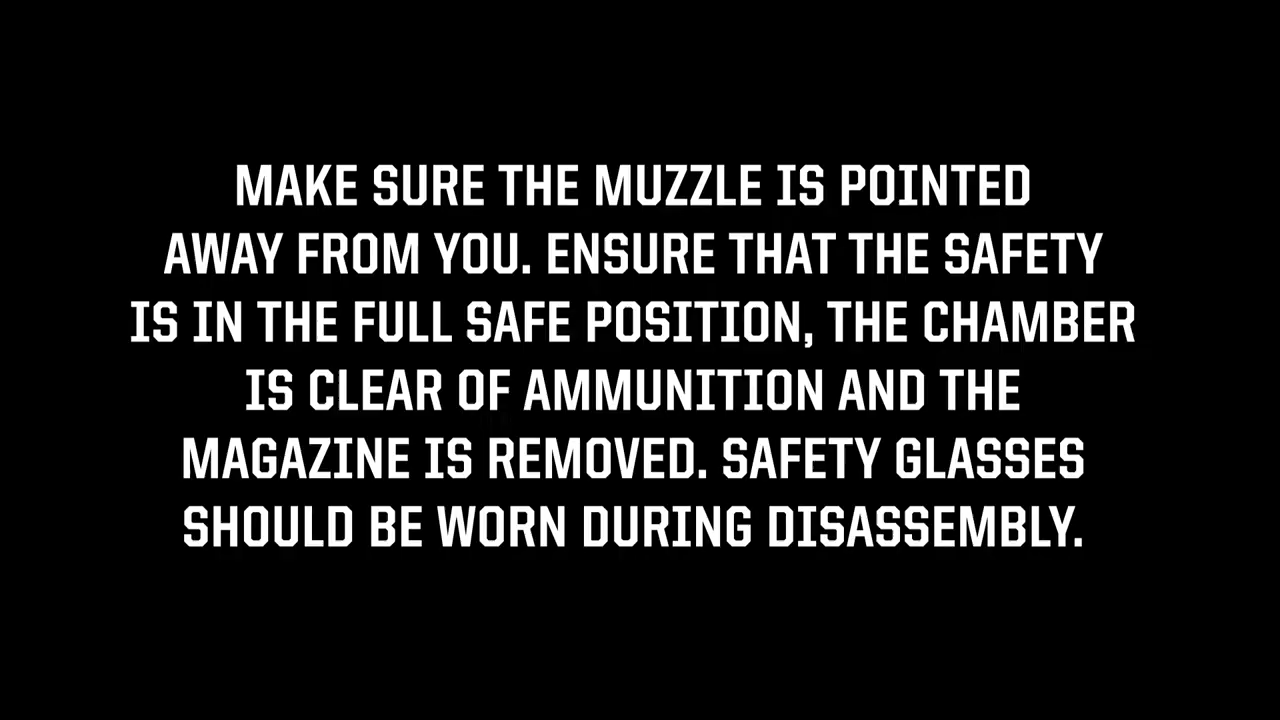 MAKE SURE THE MUZZLE IS POINTED
AWAY FROM YOU. ENSURE THAT THE SAFETY
IS IN THE FULL SAFE POSITION, THE CHAMBER
IS CLEAR OF AMMUNITION AND THE
MAGAZINE IS REMOVED. SAFETY GLASSES
SHOULD BE WORN DURING DISASSEMBLY.